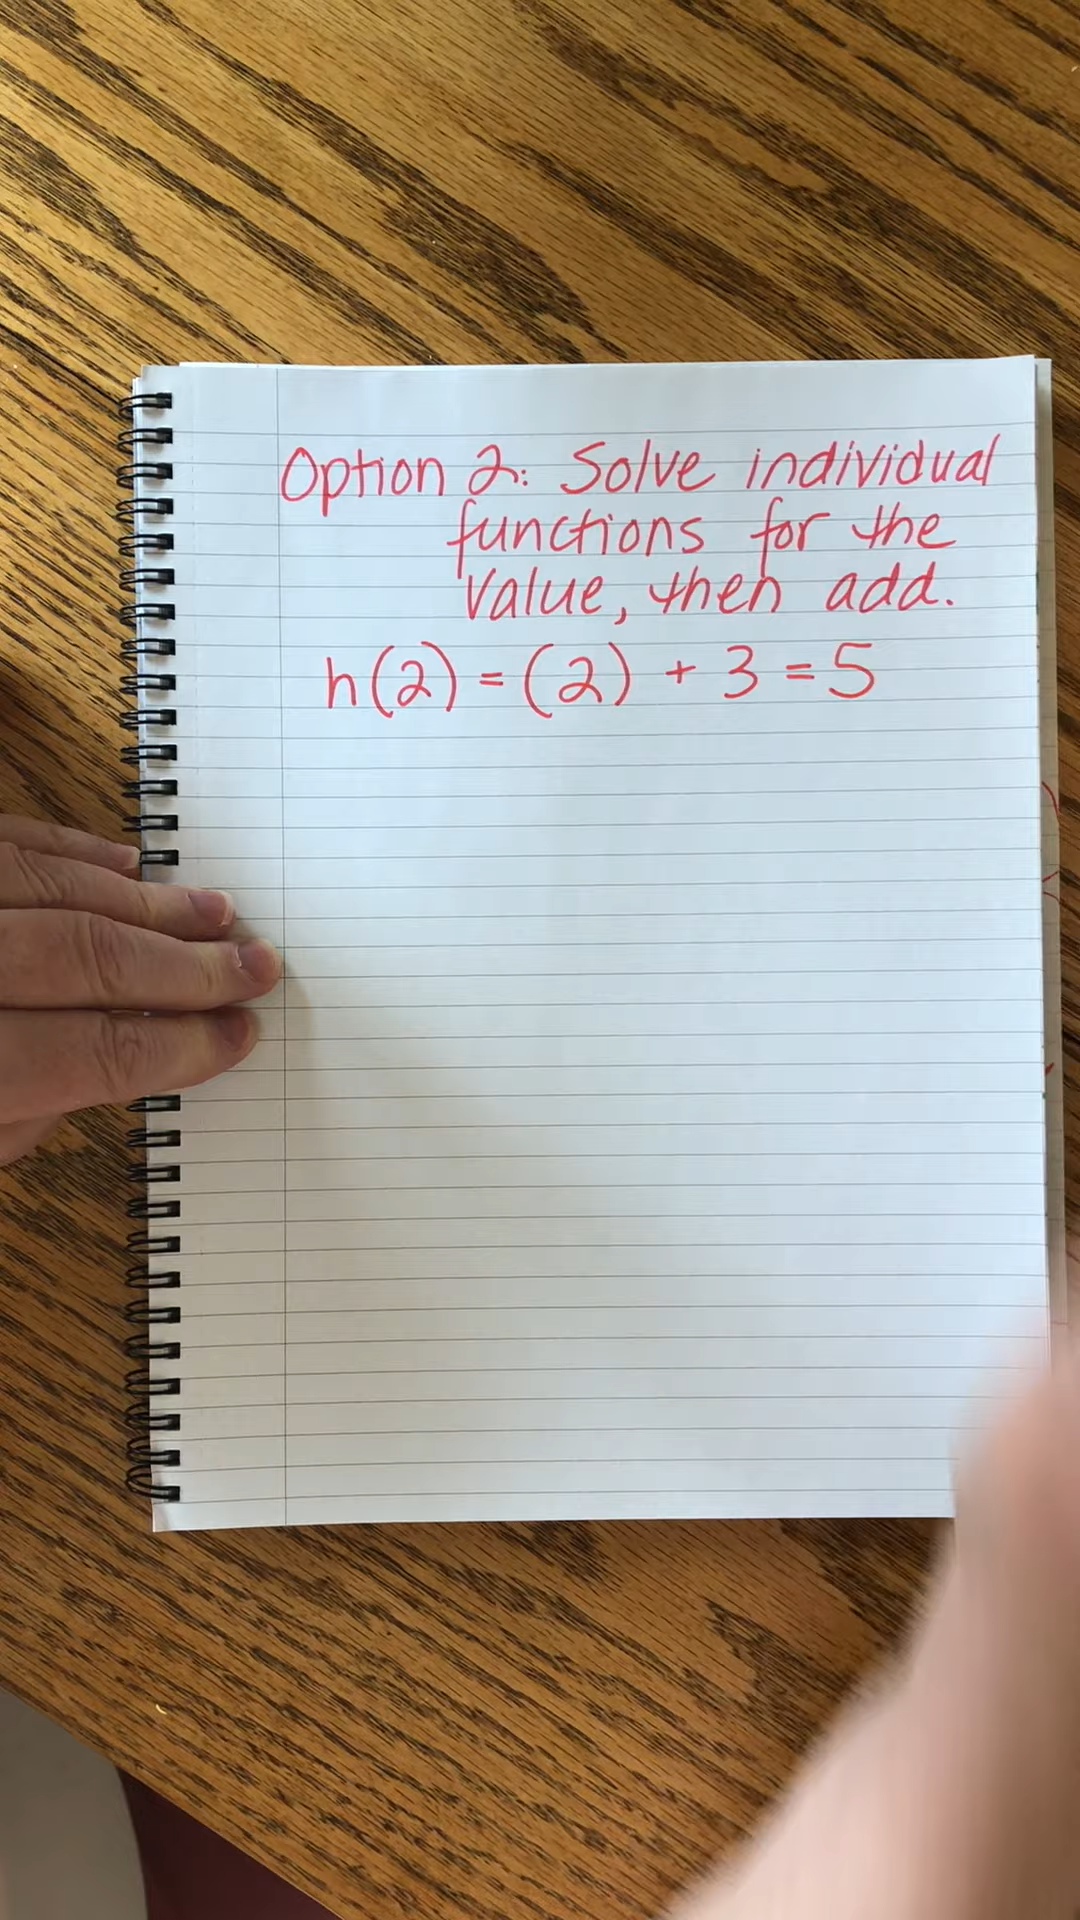 Option 2: Solve individual
functions for the
value, then add.
h(2) = (2) + 3 = 5